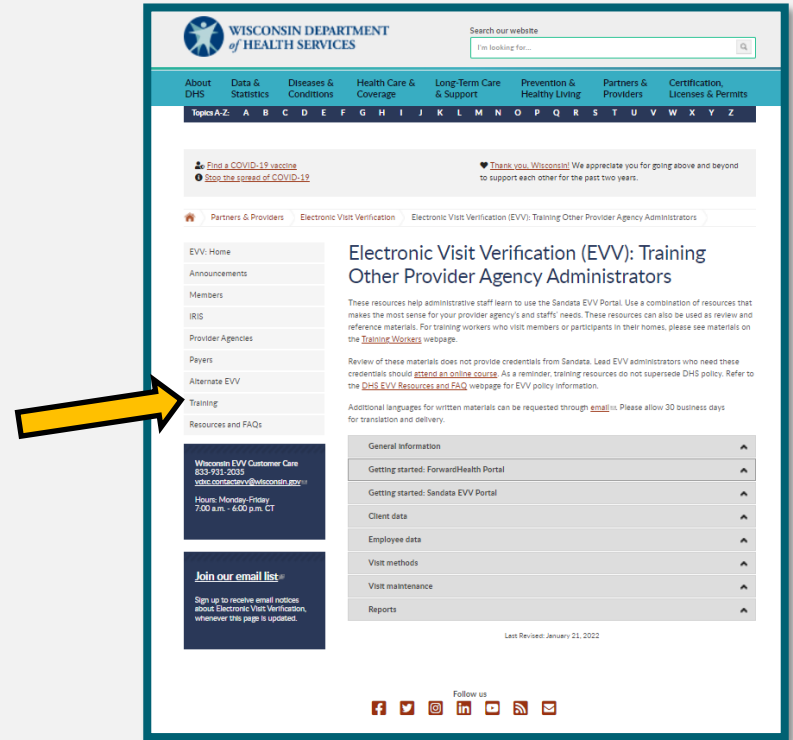 WISCONSIN DEPARTMENT
of HEALTH SERVICES
Search our website
I'm looking for...
About DHS
Data & Statistics
Diseases & Conditions
Health Care & Coverage
Long-Term Care & Support
Prevention & Healthy Living
Partners & Providers
Certification, Licenses & Permits
Topics A-Z: A B C D E F G H I J K L M N O P Q R S T U V W X Y Z
Find a COVID-19 vaccine
Stop the spread of COVID-19
Thank you, Wisconsin! We appreciate you for going above and beyond
to support each other for the past two years.
Partners & Providers Electronic Visit Verification Electronic Visit Verification (EVV): Training Other Provider Agency Administrators
EVV: Home
Announcements
Members
IRIS
Provider Agencies
Payers
Alternate EVV
Training
Resources and FAQs
Wisconsin EVV Customer Care
833-931-2035
vdxc.contactevv@wisconsin.gov
Hours: Monday-Friday
7:00 a.m. - 6:00 p.m. CT
Join our email list
Sign up to receive email notices
about Electronic Visit Verification,
whenever this page is updated.
Electronic Visit Verification (EVV): Training
Other Provider Agency Administrators
These resources help administrative staff learn to use the Sandata EVV Portal. Use a combination of resources that
makes the most sense for your provider agency's and staffs' needs. These resources can also be used as review and
reference materials. For training workers who visit members or participants in their homes, please see materials on
the Training Workers webpage.
Review of these materials does not provide credentials from Sandata. Lead EVV administrators who need these
credentials should attend an online course. As a reminder, training resources do not supersede DHS policy. Refer to
the DHS EVV Resources and FAQ webpage for EVV policy information.
Additional languages for written materials can be requested through email. Please allow 30 business days
for translation and delivery.
General information
Getting started: ForwardHealth Portal
Getting started: Sandata EVV Portal
Client data
Employee data
Visit methods
Visit maintenance
Reports
Last Revised: January 21, 2022
Follow us